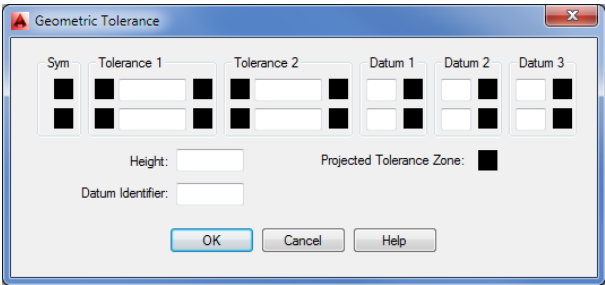 Geometric Tolerance
Sym Tolerance 1 Tolerance 2 Datum 1 Datum 2 Datum 3
Height: Projected Tolerance Zone:
Datum Identifier:
OK Cancel Help